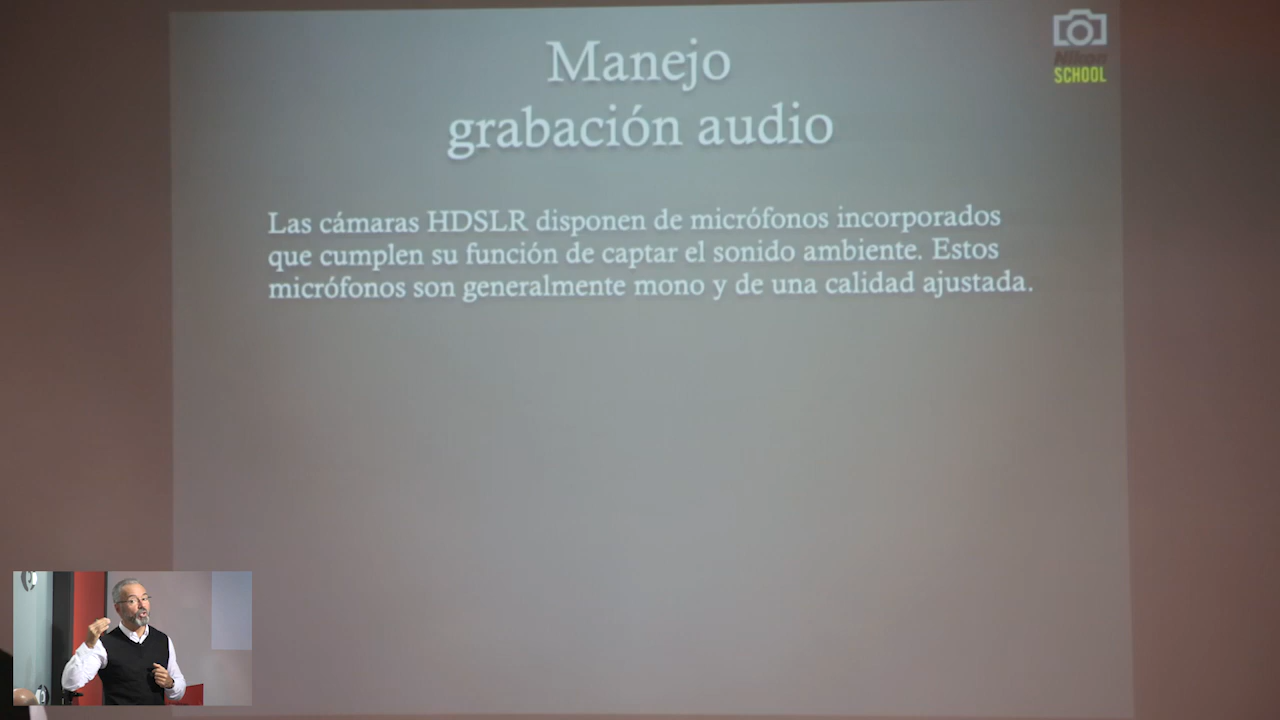 Manejo
grabación audio
Nikon
SCHOOL
Las cámaras HDSLR disponen de micrófonos incorporados
que cumplen su función de captar el sonido ambiente. Estos
micrófonos son generalmente mono y de una calidad ajustada.